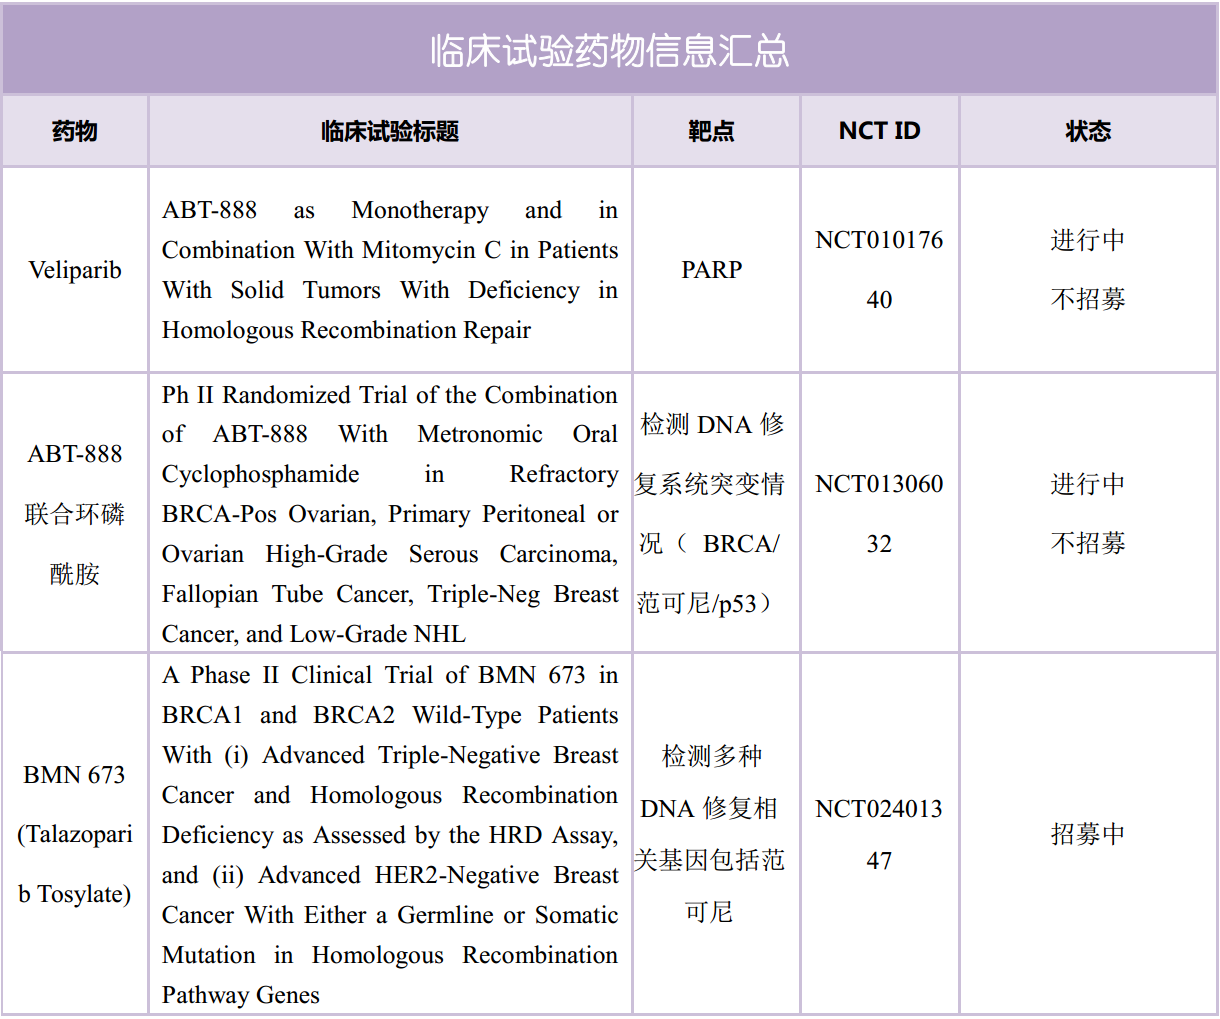 临床试验药物信息汇总
药物
临床试验标题
靶点
NCT ID
状态
Veliparib
ABT-888 as Monotherapy and in
Combination With Mitomycin C in Patients
With Solid Tumors With Deficiency in
Homologous Recombination Repair
PARP
NCT010176
40
进行中
不招募
ABT-888
联合环磷
酰胺
Ph II Randomized Trial of the Combination
of ABT-888 With Metronomic Oral
Cyclophosphamide in Refractory
BRCA-Pos Ovarian, Primary Peritoneal or
Ovarian High-Grade Serous Carcinoma,
Fallopian Tube Cancer, Triple-Neg Breast
Cancer, and Low-Grade NHL
检测 DNA 修
复系统突变情
况（ BRCA/
范可尼/p53）
NCT013060
32
进行中
不招募
BMN 673
(Talazopari
b Tosylate)
A Phase II Clinical Trial of BMN 673 in
BRCA1 and BRCA2 Wild-Type Patients
With (i) Advanced Triple-Negative Breast
Cancer and Homologous Recombination
Deficiency as Assessed by the HRD Assay,
and (ii) Advanced HER2-Negative Breast
Cancer With Either a Germline or Somatic
Mutation in Homologous Recombination
Pathway Genes
检测多种
DNA 修复相
关基因包括范
可尼
NCT024013
47
招募中